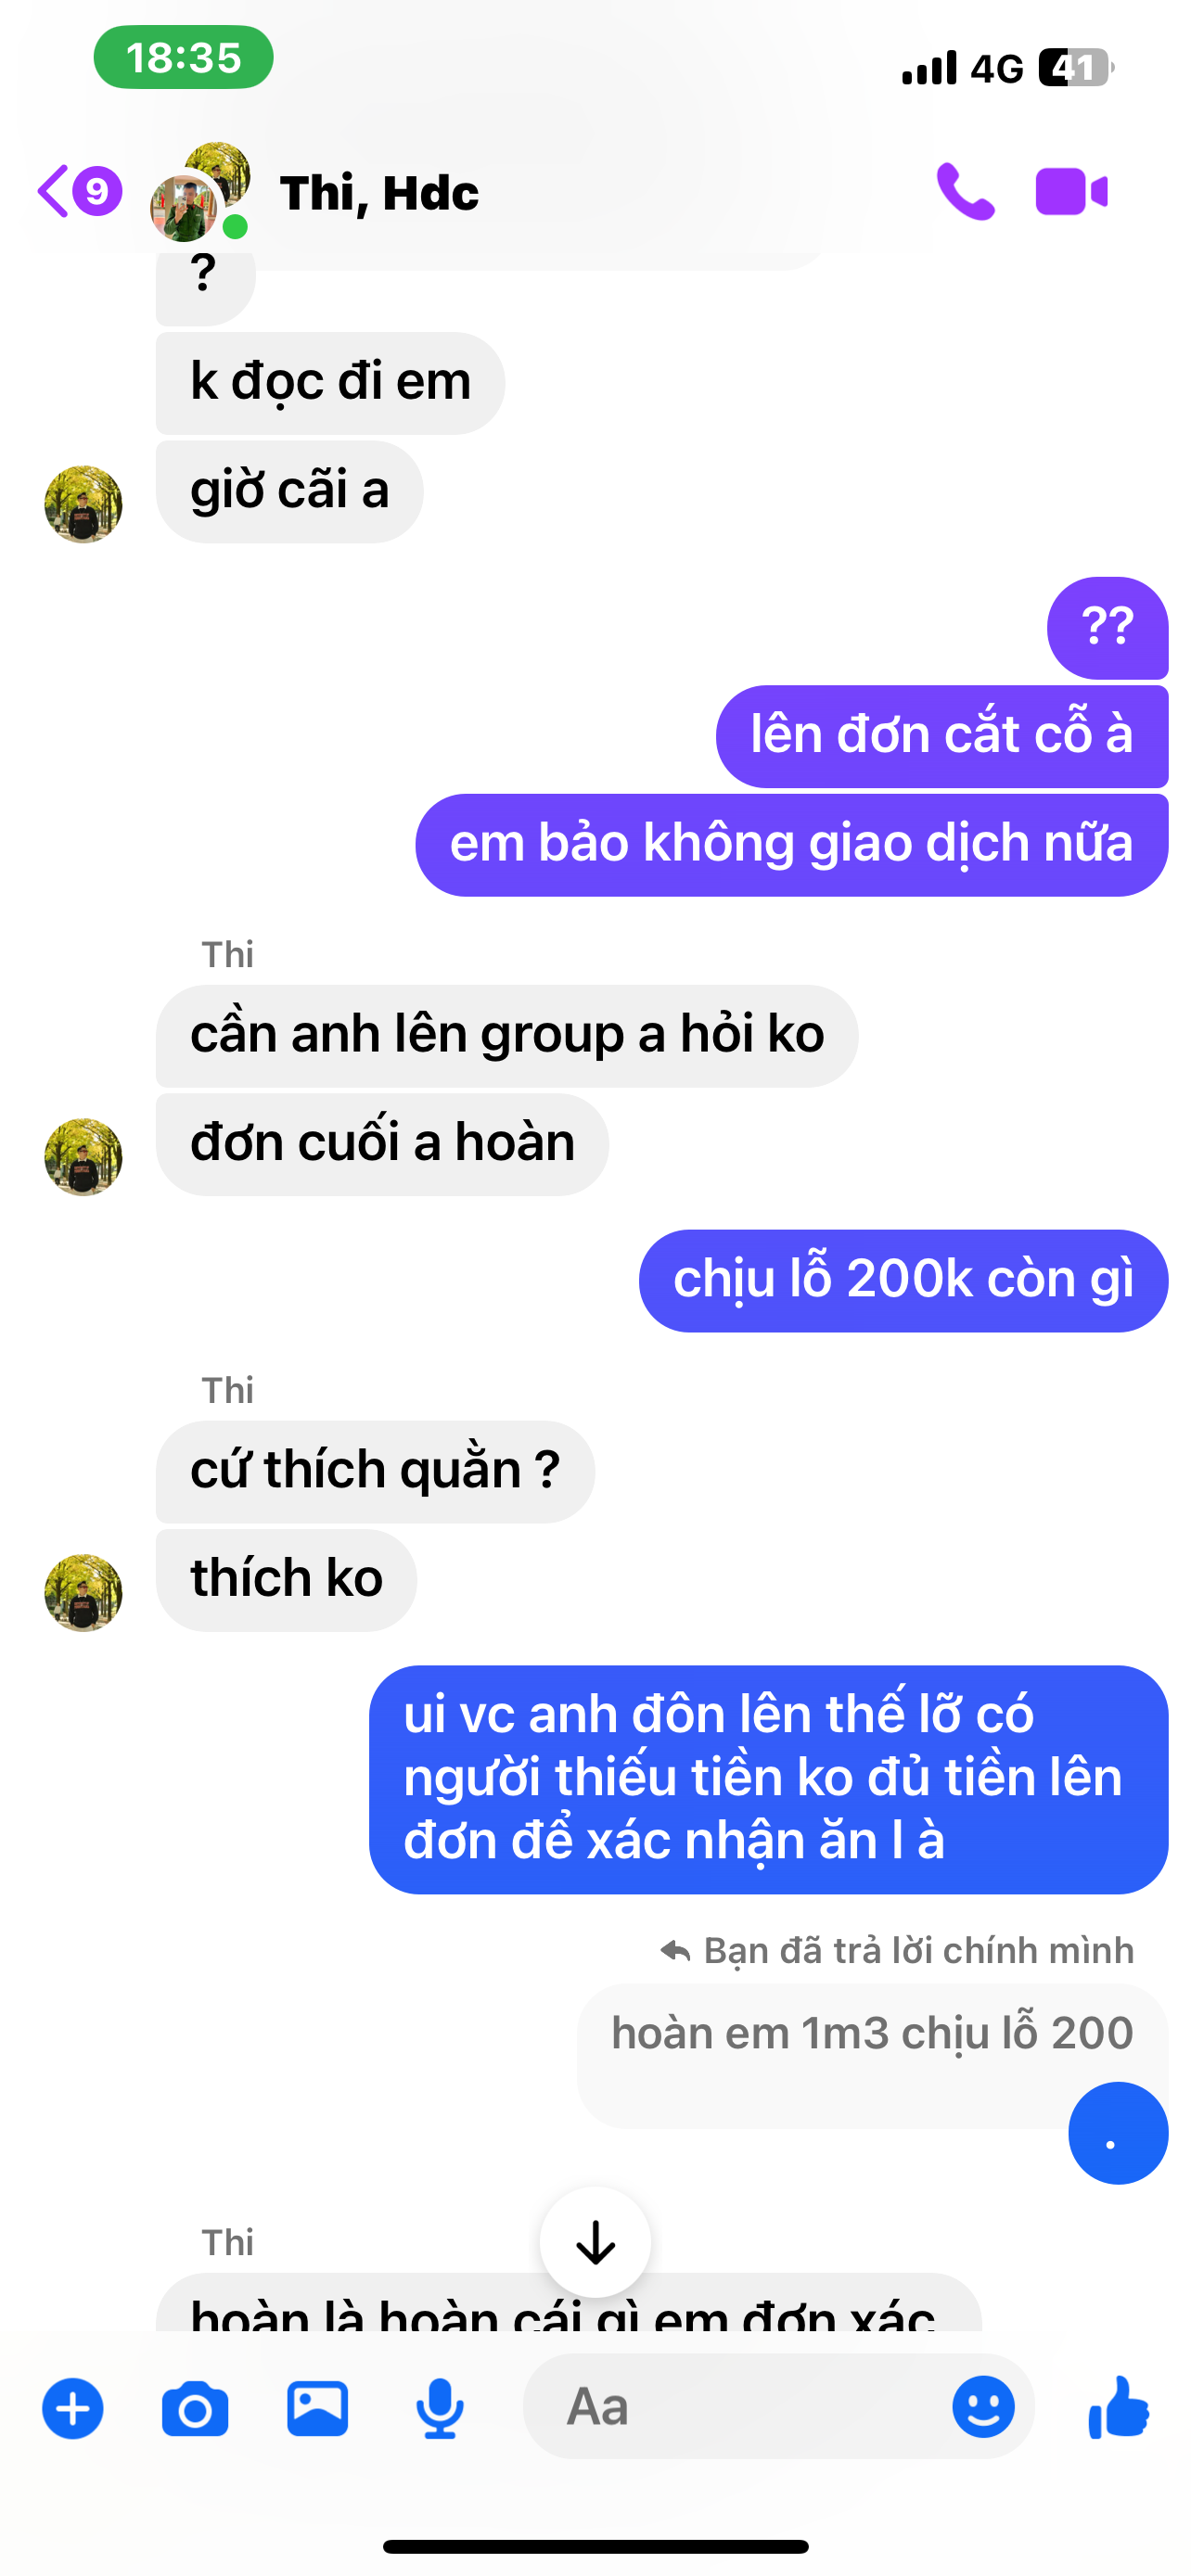 18:35
4G
41
9
Thi, Hdc
?
k đọc đi em
giờ cãi a
??
lên đơn cắt cỗ à
em bảo không giao dịch nữa
Thi
cần anh lên group a hỏi ko
đơn cuối a hoàn
chịu lỗ 200k còn gì
Thi
cứ thích quằn ?
thích ko
ui vc anh đôn lên thế lỡ có
người thiếu tiền ko đủ tiền lên
đơn để xác nhận ăn l à
Bạn đã trả lời chính mình
hoàn em 1m3 chịu lỗ 200
.
Thi
hoàn là hoàn cái gì em đơn xác
Aa